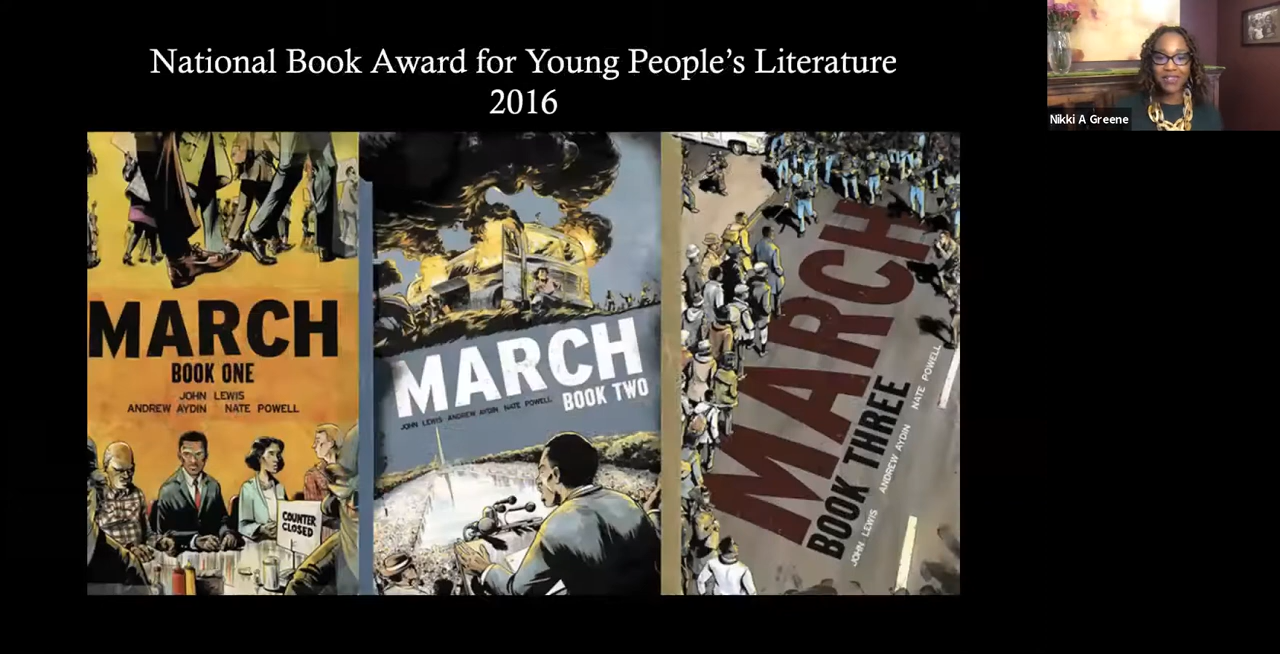 National Book Award for Young People's Literature
2016
Nikki A Greene
MARCH
BOOK ONE
JOHN LEWIS
ANDREW AYDIN NATE POWELL
COUNTER
CLOSED
MARCH
BOOK TWO
JOHN LEWIS ANDREW AYDIN NATE POWELL
MARCH
BOOK THREE
JOHN LEWIS ANDREW AYDIN NATE POWELL